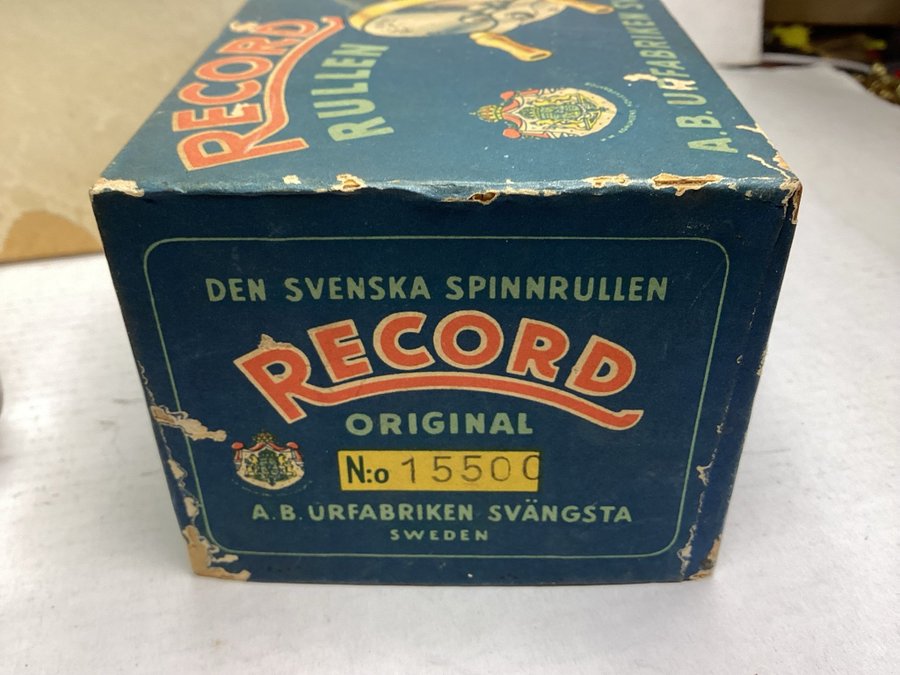 RECORD
RULLEN
A.B. URFABRIKEN
DEN SVENSKA SPINNRULLEN
RECORD
ORIGINAL
N:o 15500
A.B. URFABRIKEN SVÄNGSTA
SWEDEN